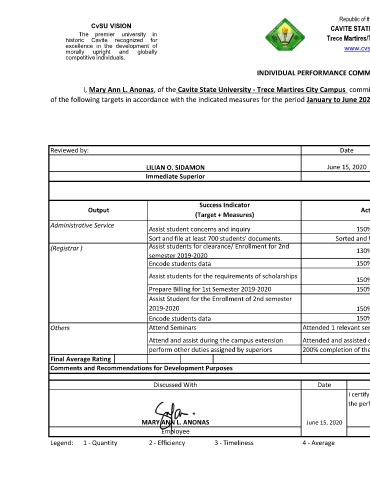 CvSU VISION
The premier university in
historic Cavite recognized for
excellence in the development of
morally upright and globally
competitive individuals.
Republic of th
CAVITE STAT
Trece Martires/
www.cvs
INDIVIDUAL PERFORMANCE COMM
I, Mary Ann L. Anonas, of the Cavite State University - Trece Martires City Campus commi
of the following targets in accordance with the indicated measures for the period January to June 202
Reviewed by: Date
LILIAN O. SIDAMON June 15, 2020
Immediate Superior
Output Success Indicator (Target + Measures) Act
Administrative Service Assist student concerns and inquiry 150%
Sort and file at least 700 students' documents. Sorted and f
(Registrar ) Assist students for clearance/ Enrollment for 2nd semester 2019-2020 130%
Encode students data 150%
Assist students for the requirements of scholarships 150%
Prepare Billing for 1st Semester 2019-2020 150%
Assist Student for the Enrollment of 2nd semester 2019-2020 150%
Encode students data 150%
Others Attend Seminars Attended 1 relevant ser
Attend and assist during the campus extension Attended and assisted c
perform other duties assigned by superiors 200% completion of the
Final Average Rating
Comments and Recommendations for Development Purposes
Discussed With Date
I certify
the perf
MARY ANN L. ANONAS June 15, 2020
Employee
Legend: 1 - Quantity 2 - Efficiency 3 - Timeliness 4 - Average